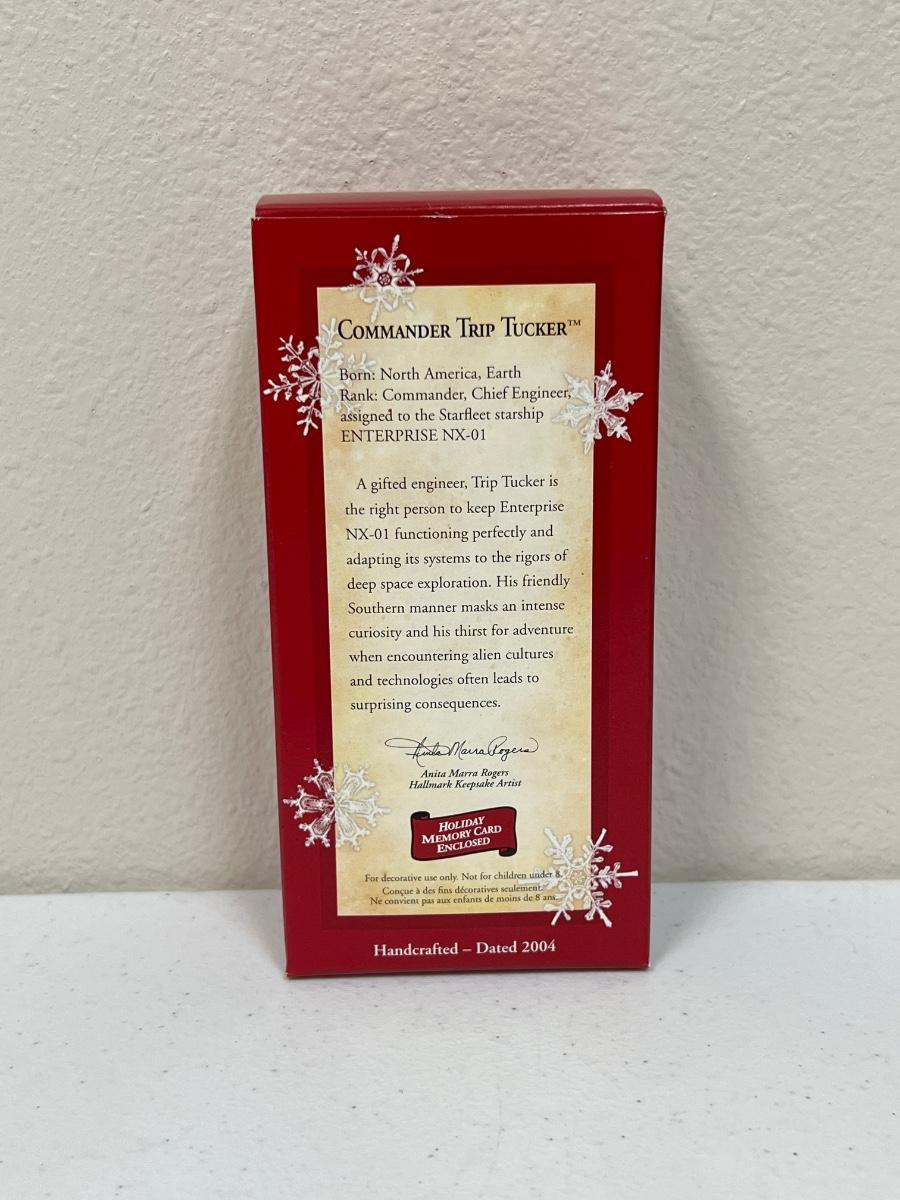 COMMANDER TRIP TUCKER™
Born: North America, Earth
Rank: Commander, Chief Engineer,
assigned to the Starfleet starship
ENTERPRISE NX-01
A gifted engineer, Trip Tucker is
the right person to keep Enterprise
NX-01 functioning perfectly and
adapting its systems to the rigors of
deep space exploration. His friendly
Southern manner masks an intense
curiosity and his thirst for adventure
when encountering alien cultures
and technologies often leads to
surprising consequences.
Anita Marra Rogers
Anita Marra Rogers
Hallmark Keepsake Artist
HOLIDAY
MEMORY CARD
ENCLOSED
For decorative use only. Not for children under 8.
Conçue à des fins décoratives seulement.
Ne convient pas aux enfants de moins de 8 ans.
Handcrafted – Dated 2004